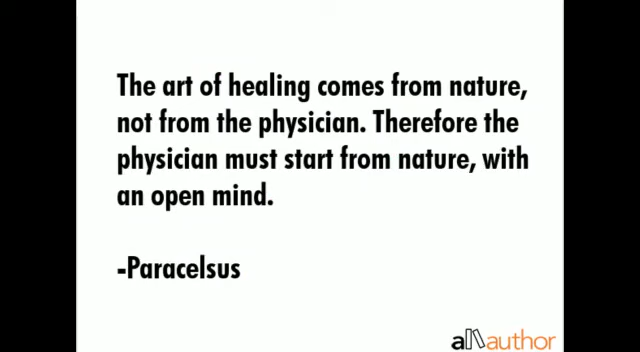 The art of healing comes from nature,
not from the physician. Therefore the
physician must start from nature, with
an open mind.
-Paracelsus
allauthor